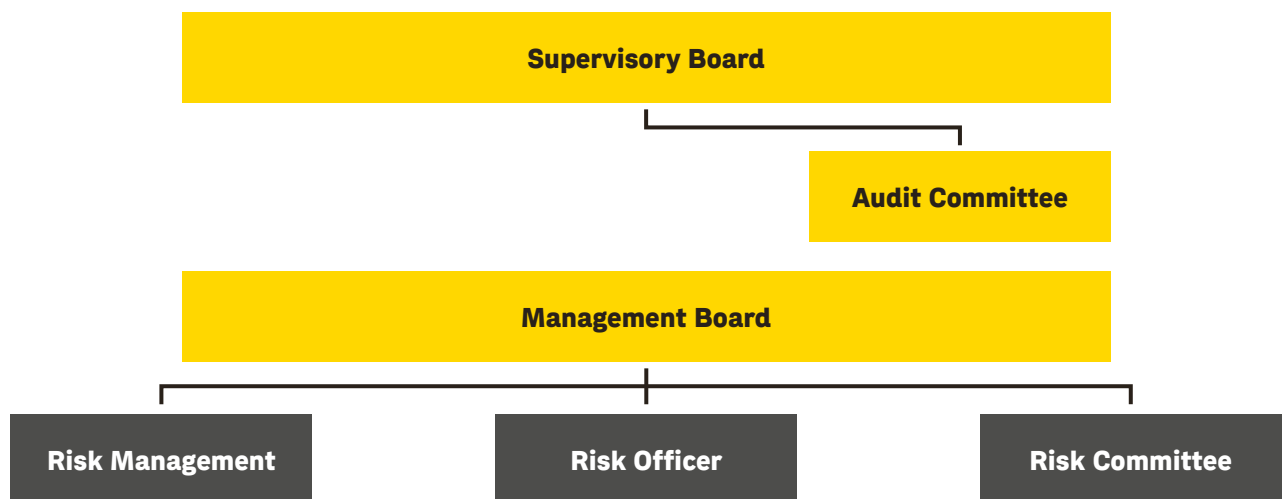 Supervisory Board
Audit Committee
Management Board
Risk Management
Risk Officer
Risk Committee